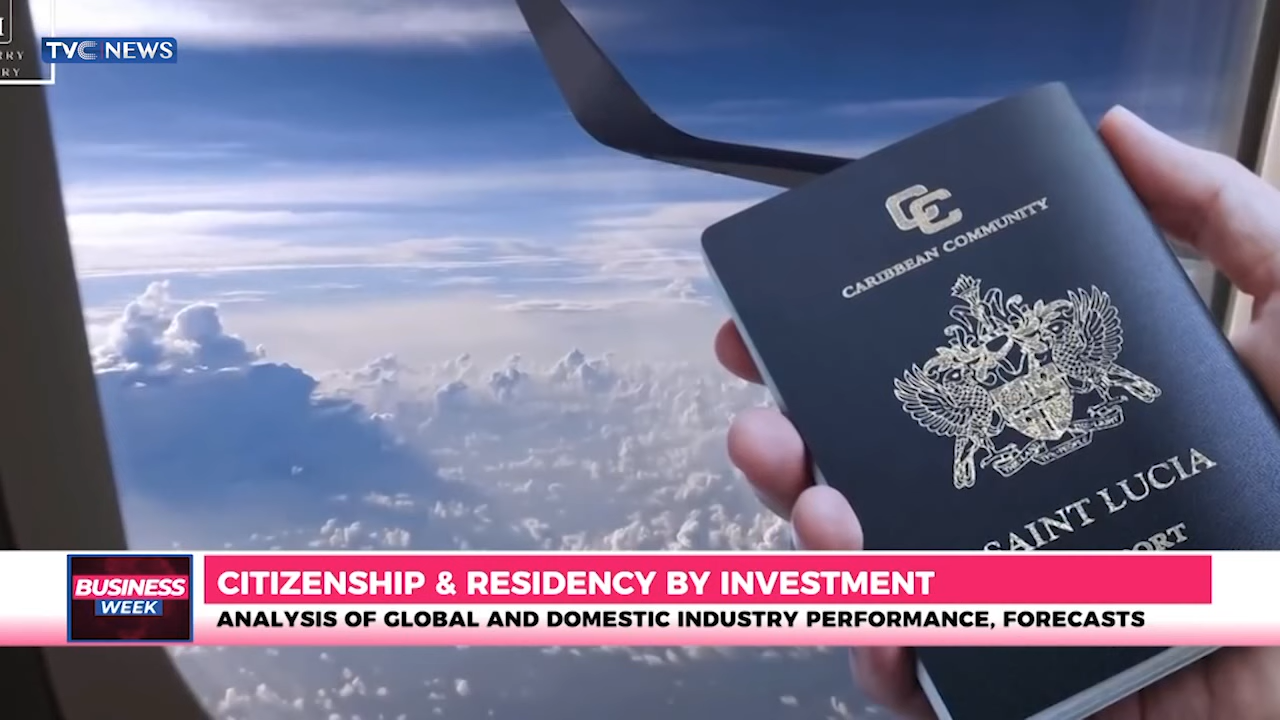 TVC NEWS
CARIBBEAN COMMUNITY
SAINT LUCIA
BUSINESS
WEEK
CITIZENSHIP & RESIDENCY BY INVESTMENT
ANALYSIS OF GLOBAL AND DOMESTIC INDUSTRY PERFORMANCE, FORECASTS